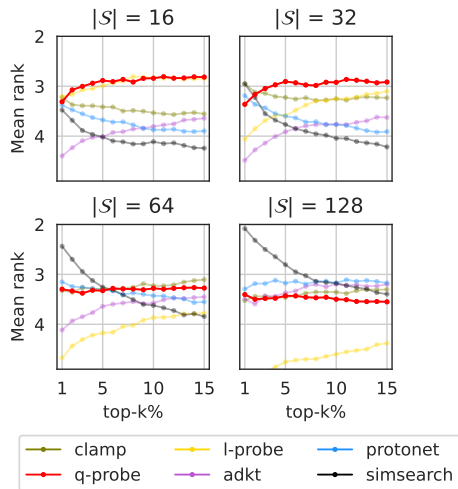 |𝒮| = 16
|𝒮| = 32
2
3
4
Mean rank
|𝒮| = 64
|𝒮| = 128
2
3
4
Mean rank
1 5 10 15
1 5 10 15
top-k%
top-k%
clamp l-probe protonet
q-probe adkt simsearch